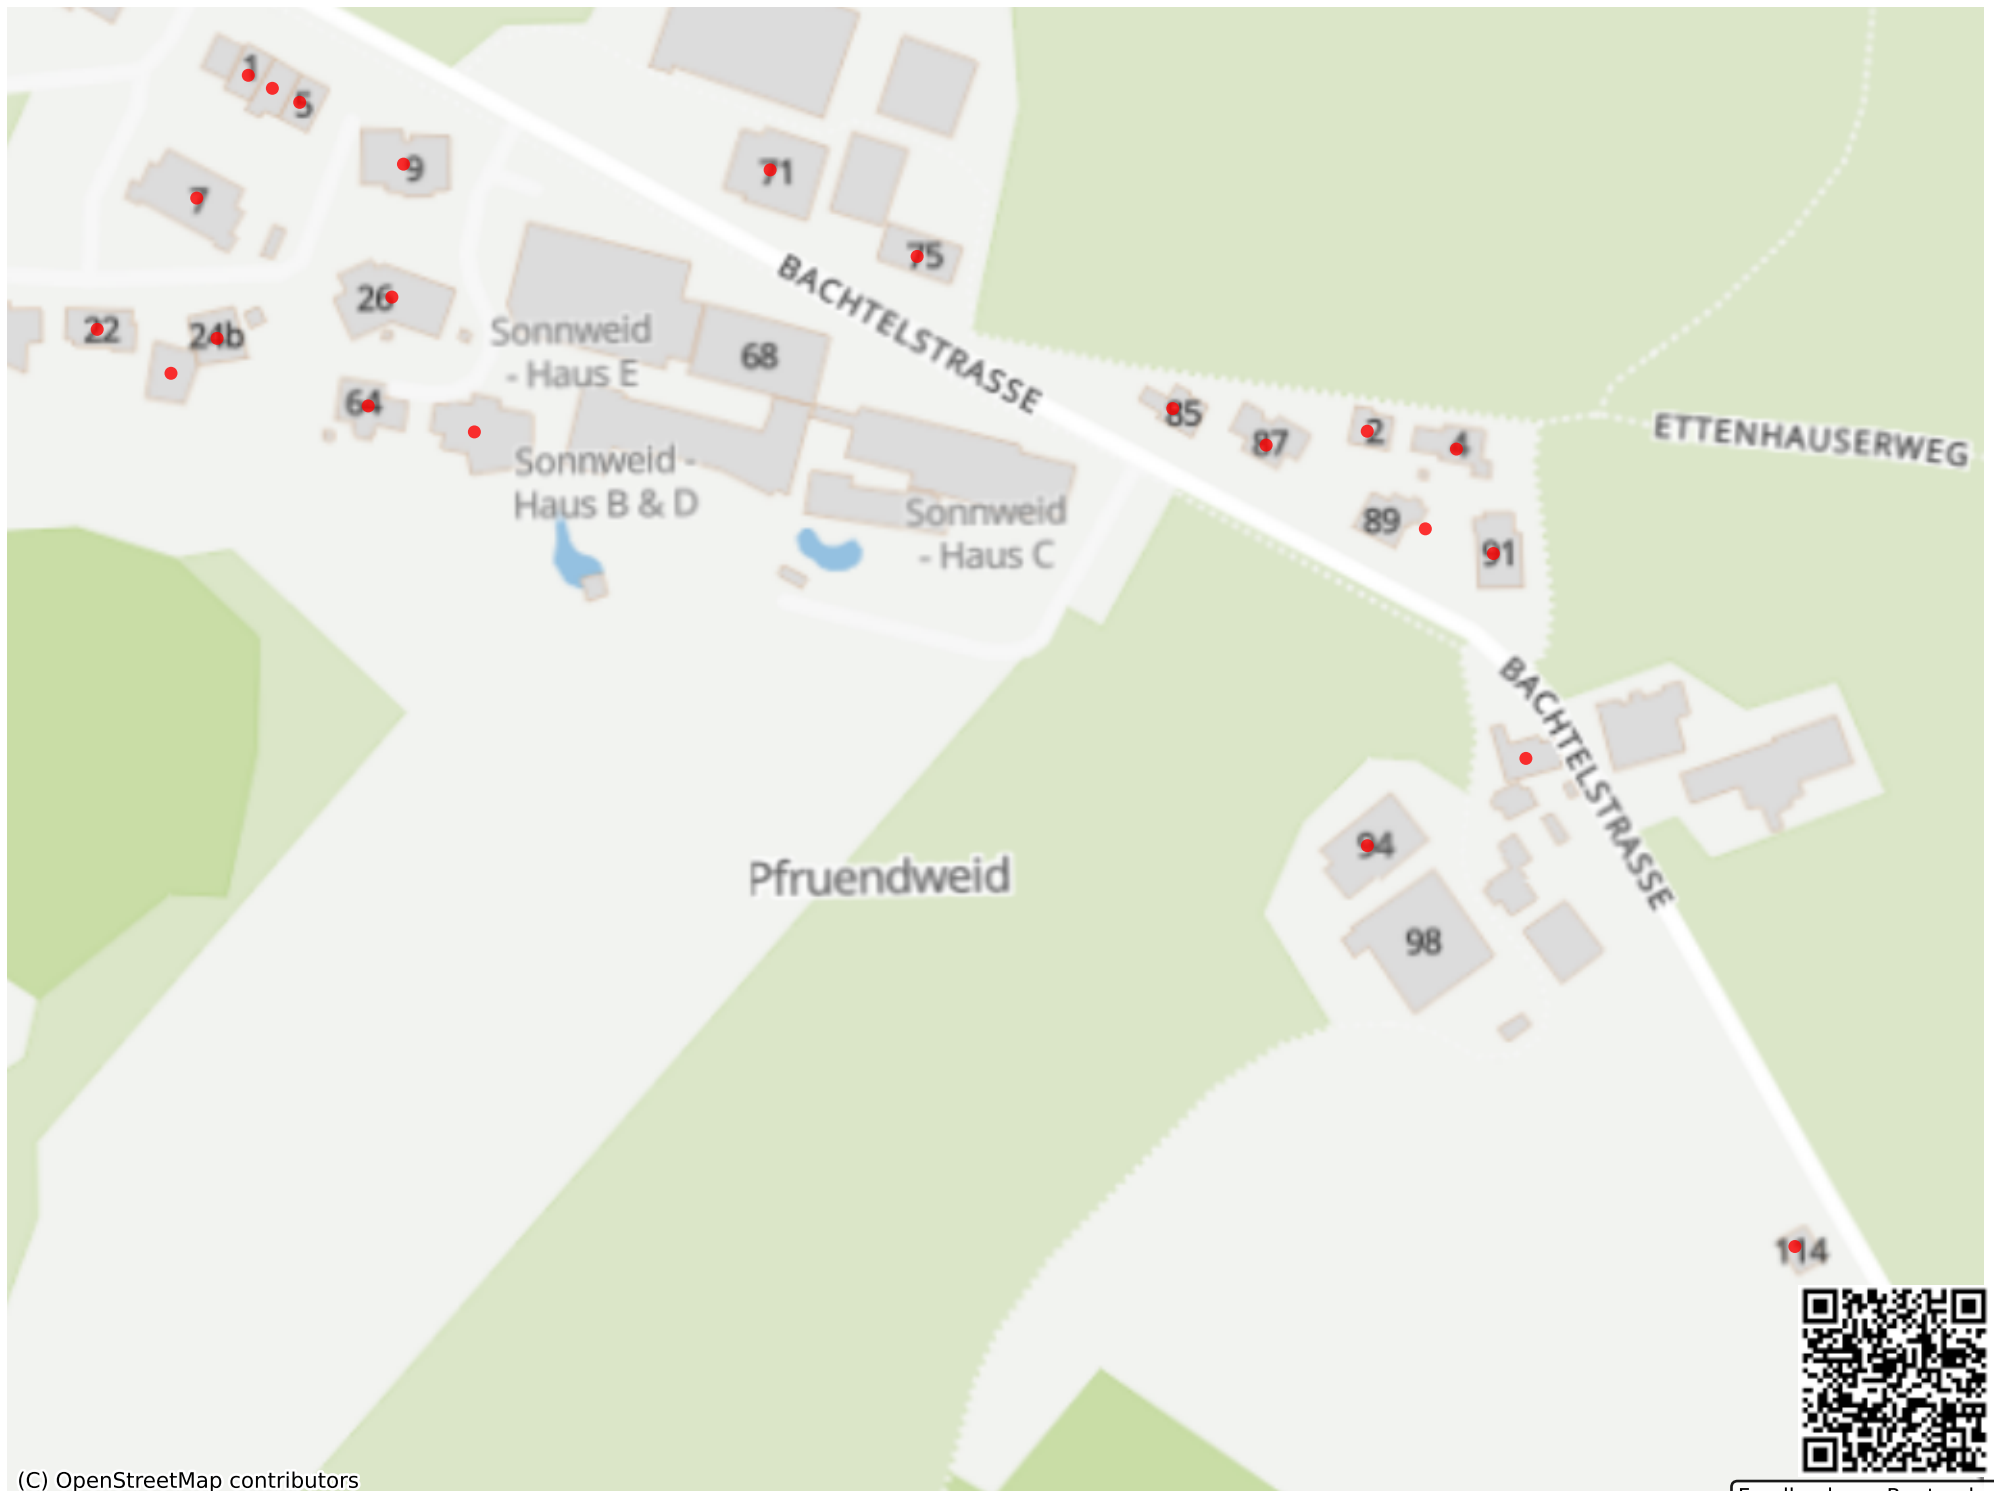 1
5
9
7
71
75
BACHTELSTRASSE
26
22
24b
Sonnweid
- Haus E
68
64
85
87
2
4
ETTENHAUSERWEG
Sonnweid -
Haus B & D
Sonnweid
- Haus C
89
91
BACHTELSTRASSE
94
Pfruendweid
98
114
(C) OpenStreetMap contributors